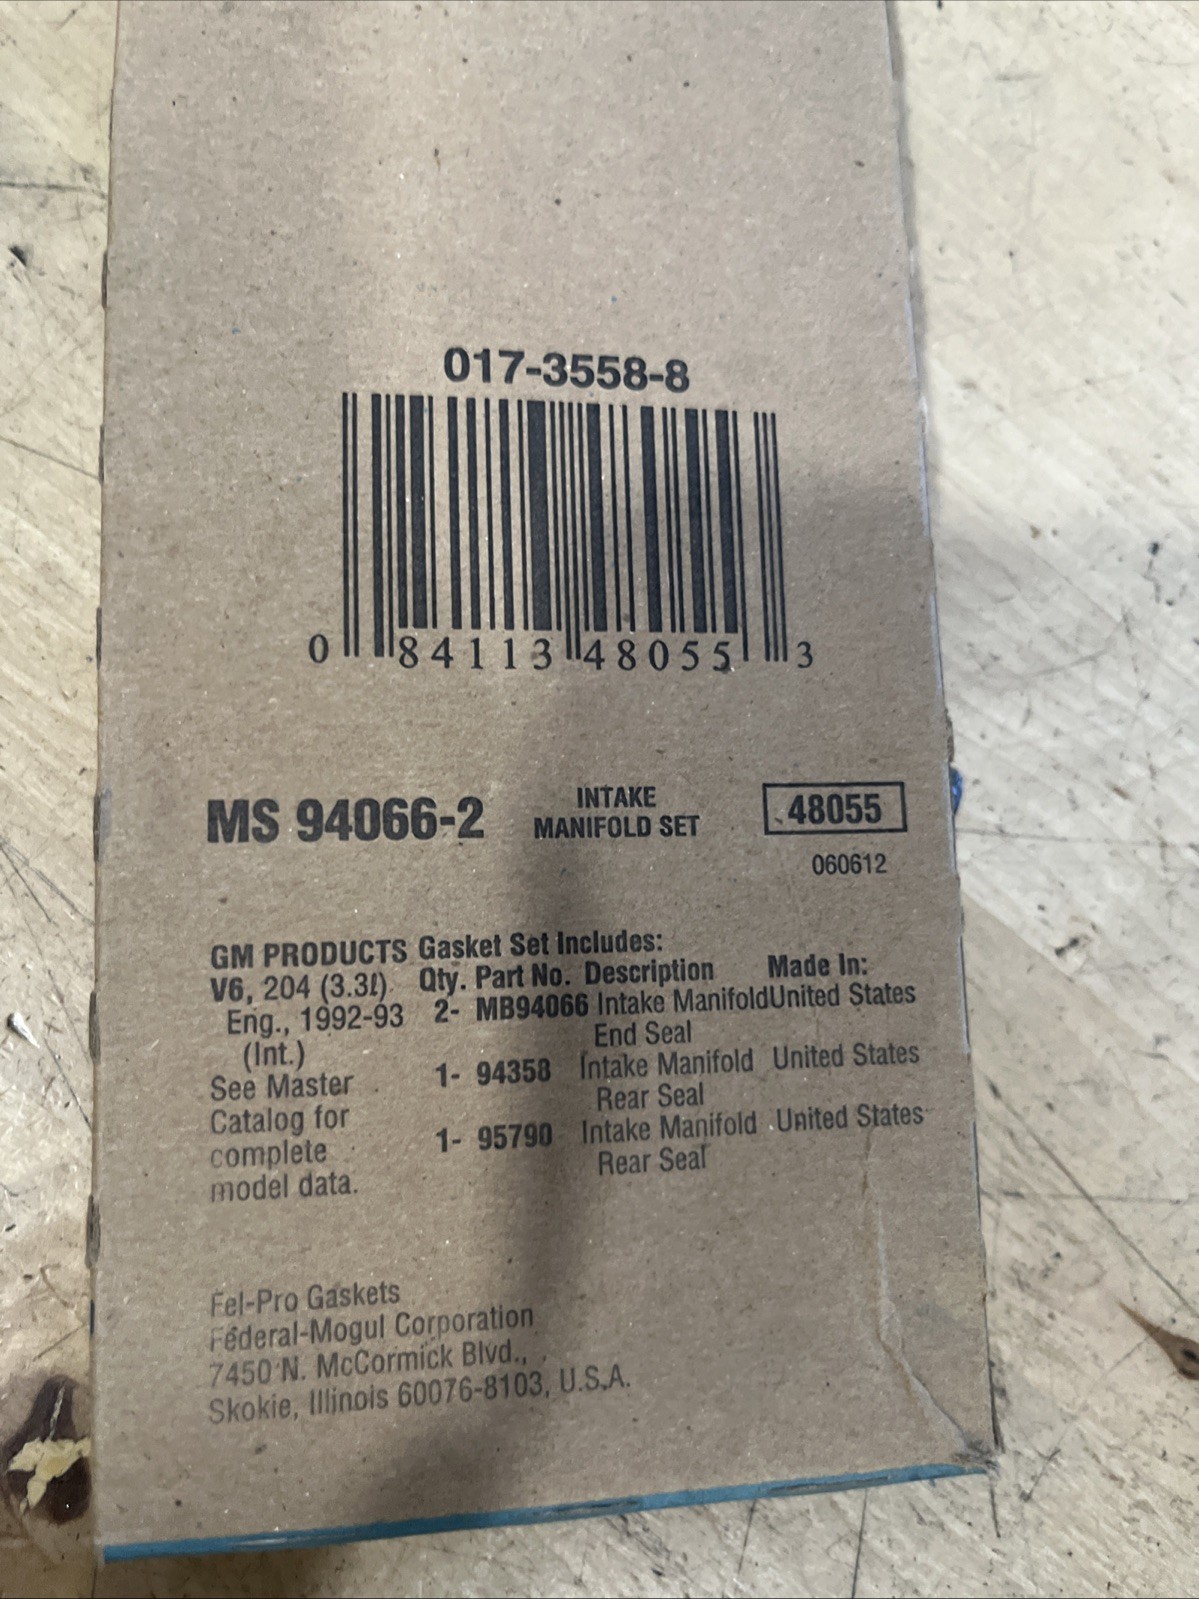 017-3558-8
0 84113 48055 3
MS 94066-2 INTAKE MANIFOLD SET 48055
060612
GM PRODUCTS
V6, 204 (3.3ℓ)
Eng., 1992-93
(Int.)
See Master
Catalog for
complete
model data.
Gasket Set Includes:
Qty. Part No. Description Made In:
2- MB94066 Intake Manifold United States
End Seal
1- 94358 Intake Manifold United States
Rear Seal
1- 95790 Intake Manifold United States
Rear Seal
Fel-Pro Gaskets
Federal-Mogul Corporation
7450 N. McCormick Blvd.,
Skokie, Illinois 60076-8103, U.S.A.